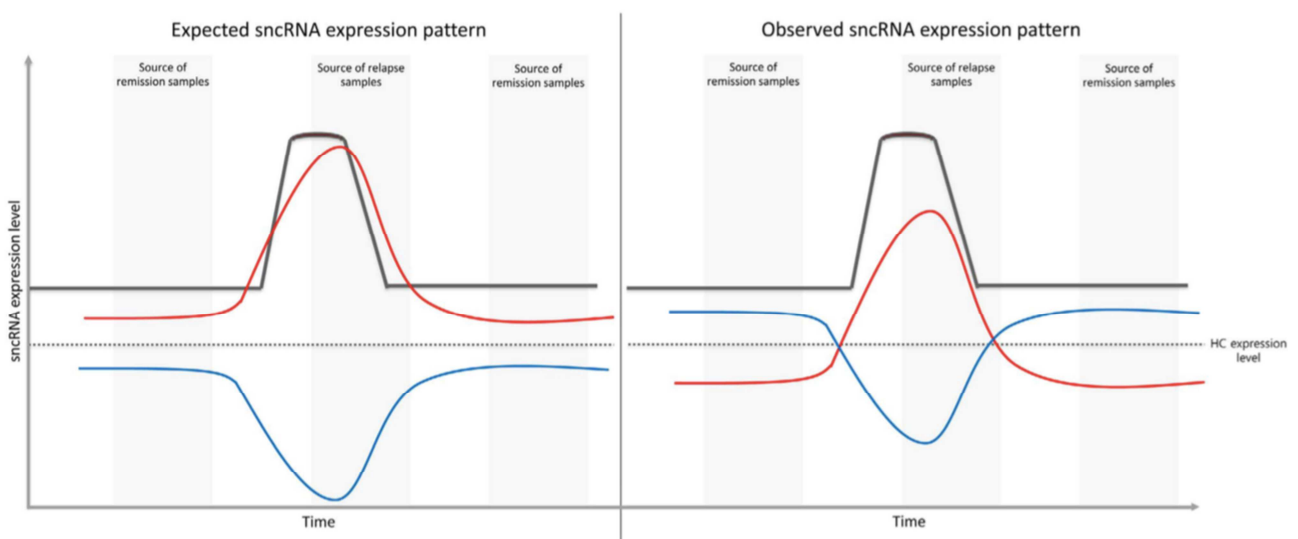 Expected sncRNA expression pattern
Source of
remission samples
Source of relapse
samples
Source of
remission samples
sncRNA expression level
Time
Observed sncRNA expression pattern
Source of
remission samples
Source of relapse
samples
Source of
remission samples
HC expression
level
Time